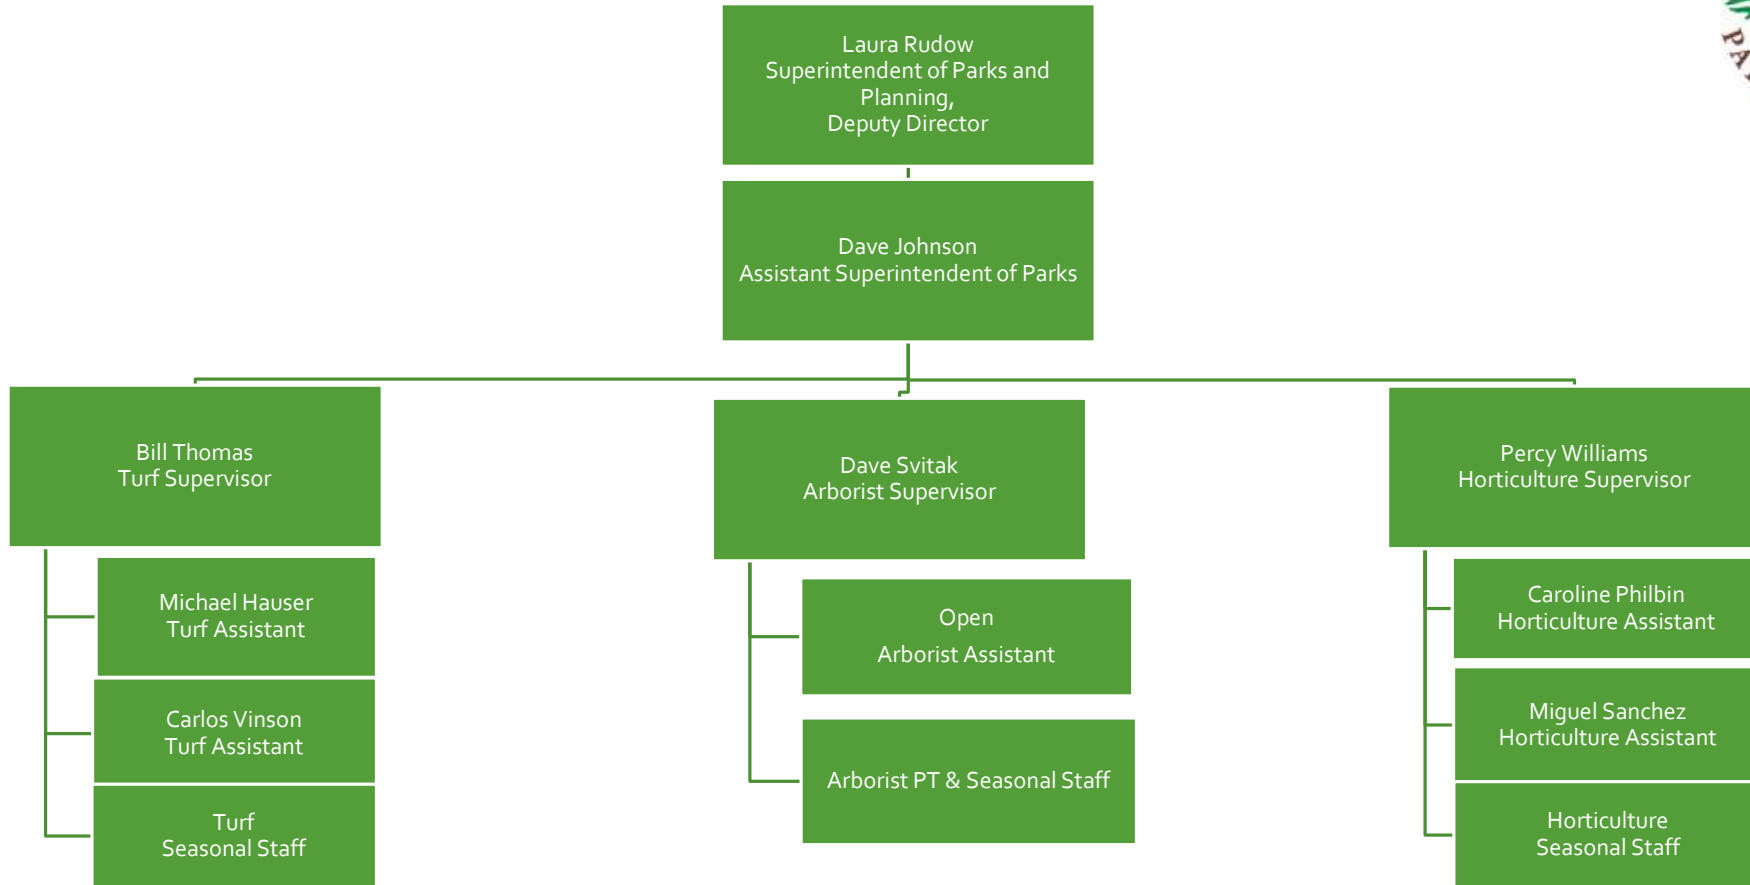 Laura Rudow
Superintendent of Parks and
Planning,
Deputy Director
Dave Johnson
Assistant Superintendent of Parks
Bill Thomas
Turf Supervisor
Dave Svitak
Arborist Supervisor
Percy Williams
Horticulture Supervisor
Michael Hauser
Turf Assistant
Carlos Vinson
Turf Assistant
Turf
Seasonal Staff
Open
Arborist Assistant
Arborist PT & Seasonal Staff
Caroline Philbin
Horticulture Assistant
Miguel Sanchez
Horticulture Assistant
Horticulture
Seasonal Staff